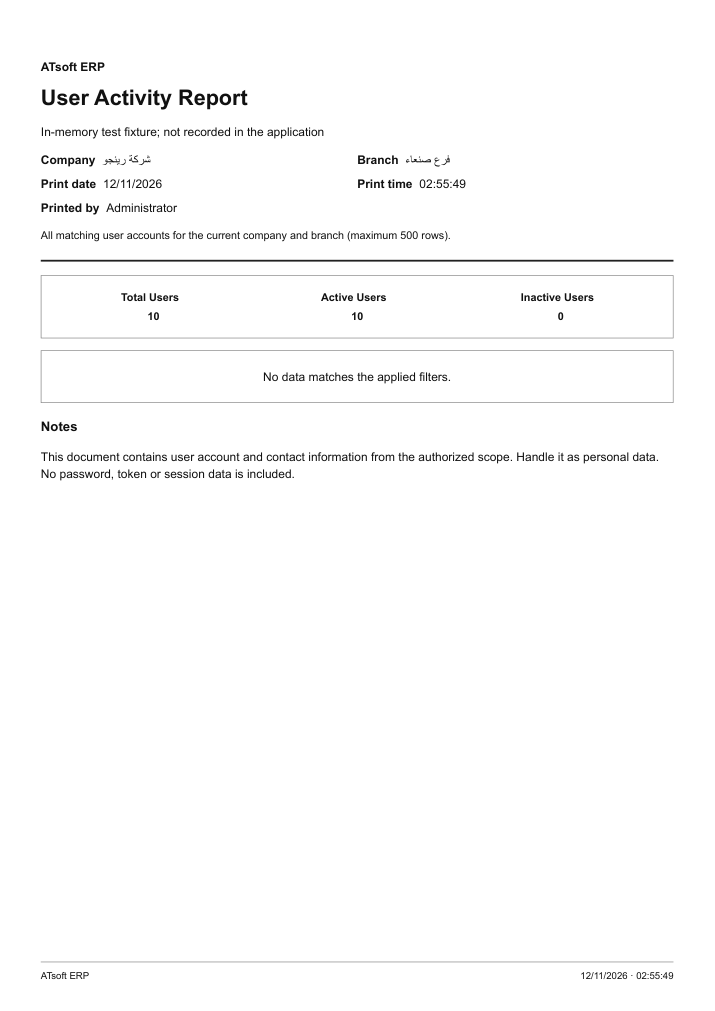 ATsoft ERP
User Activity Report
In-memory test fixture; not recorded in the application
Company شركة رينجو Branch فرع صنعاء
Print date 12/11/2026 Print time 02:55:49
Printed by Administrator
All matching user accounts for the current company and branch (maximum 500 rows).
Total Users Active Users Inactive Users
10 10 0
No data matches the applied filters.
Notes
This document contains user account and contact information from the authorized scope. Handle it as personal data.
No password, token or session data is included.
ATsoft ERP 12/11/2026 · 02:55:49